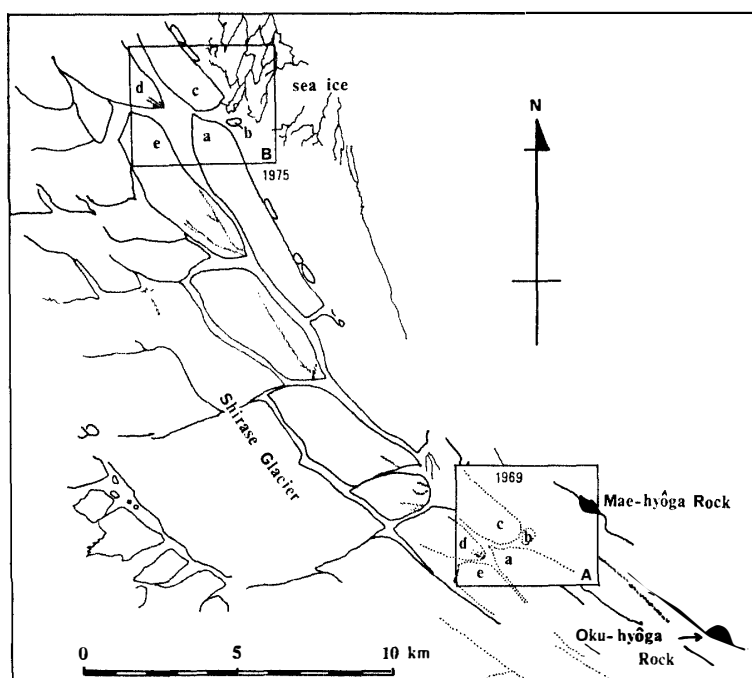 sea ice
N
d
c
a
b
e
B
1975
Shirase Glacier
1969
Mae-hyôga Rock
c
b
d
a
e
A
Oku-hyôga
Rock
0 5 10 km